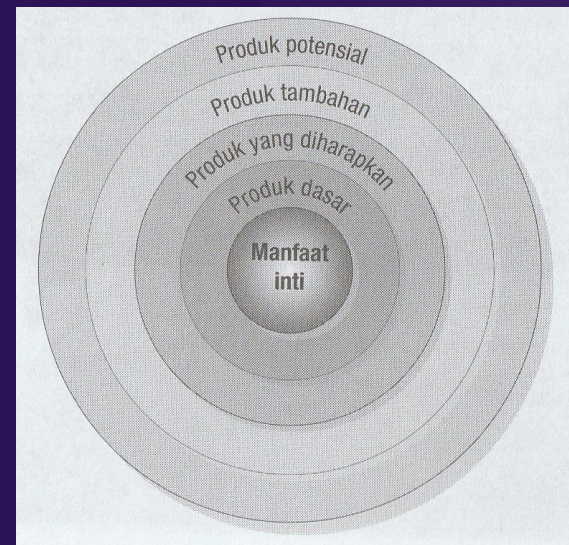 Produk potensial
Produk tambahan
Produk yang diharapkan
Produk dasar
Manfaat
inti